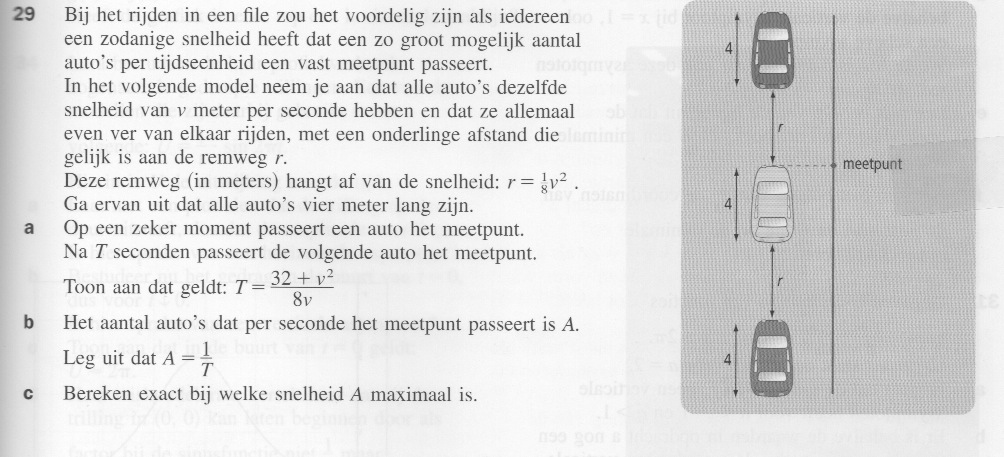 29 Bij het rijden in een file zou het voordelig zijn als iedereen
een zodanige snelheid heeft dat een zo groot mogelijk aantal
auto's per tijdseenheid een vast meetpunt passeert.
In het volgende model neem je aan dat alle auto's dezelfde
snelheid van v meter per seconde hebben en dat ze allemaal
even ver van elkaar rijden, met een onderlinge afstand die
gelijk is aan de remweg r.
Deze remweg (in meters) hangt af van de snelheid: r = 1/8 v².
Ga ervan uit dat alle auto's vier meter lang zijn.
a Op een zeker moment passeert een auto het meetpunt.
Na T seconden passeert de volgende auto het meetpunt.
Toon aan dat geldt: T = (32 + v²)/(8v)
b Het aantal auto's dat per seconde het meetpunt passeert is A.
Leg uit dat A = 1/T
c Bereken exact bij welke snelheid A maximaal is.
4
r
meetpunt
4
r
4